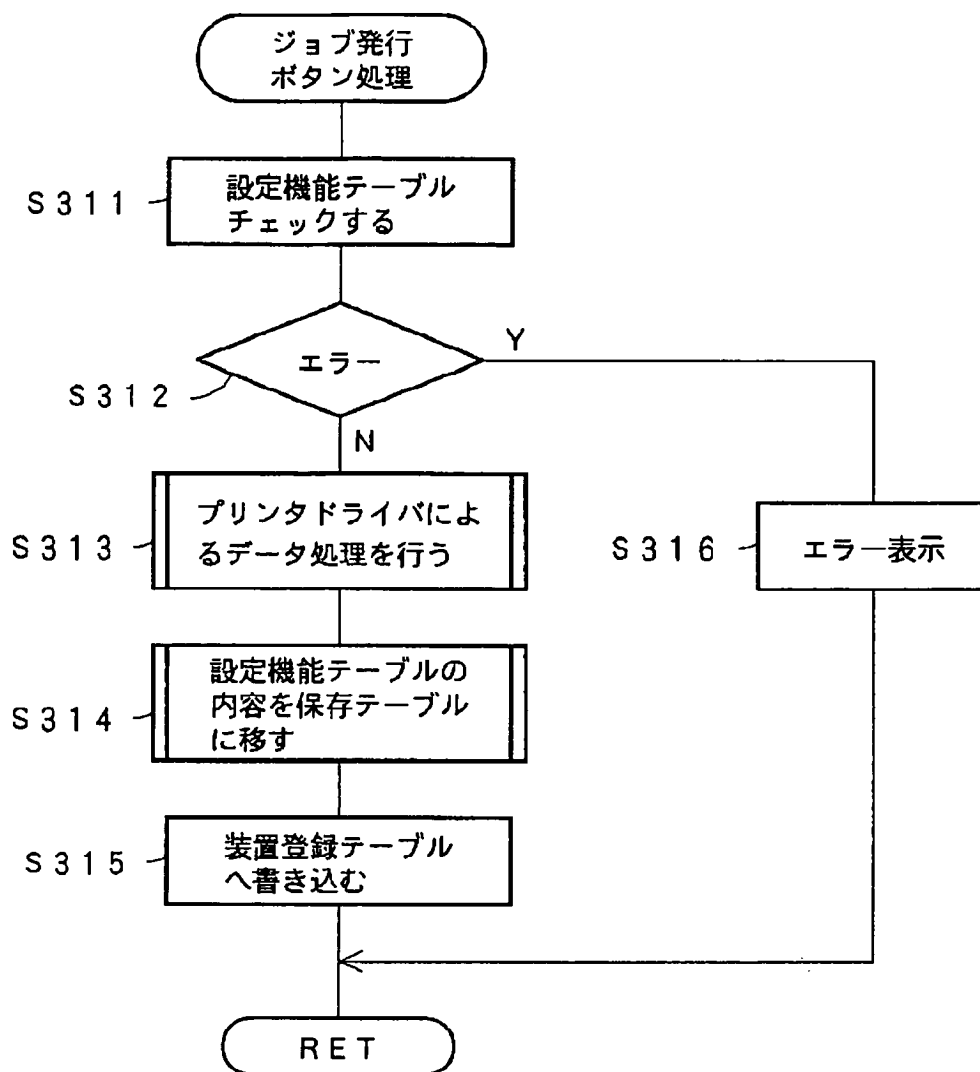 ジョブ発行
ボタン処理
S311
設定機能テーブル
チェックする
S312
エラー
Y
N
S313
プリンタドライバによ
るデータ処理を行う
S316
エラー表示
S314
設定機能テーブルの
内容を保存テーブル
に移す
S315
装置登録テーブル
へ書き込む
RET